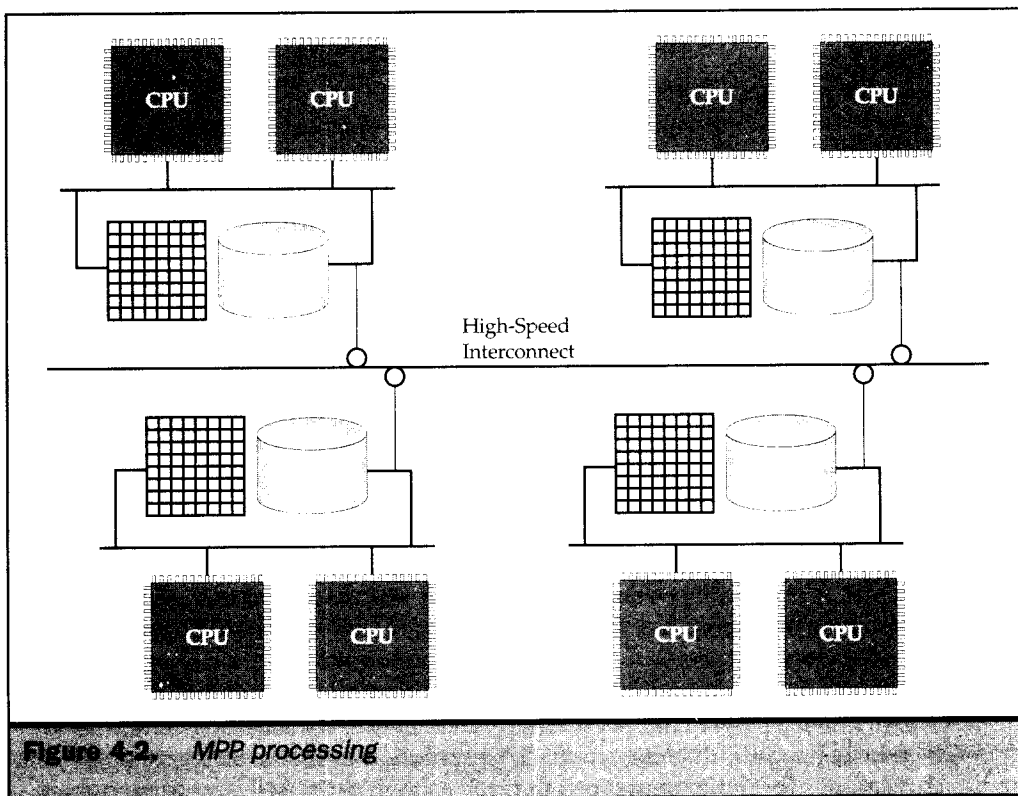 CPU
CPU
CPU
CPU
High-Speed
Interconnect
CPU
CPU
CPU
CPU
Figure 4-2. MPP processing